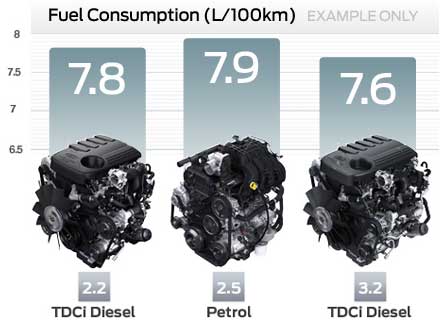 Fuel Consumption (L/100km) EXAMPLE ONLY
8
7.5
7
6.5
7.8
7.9
7.6
2.2
2.5
3.2
TDCi Diesel
Petrol
TDCi Diesel